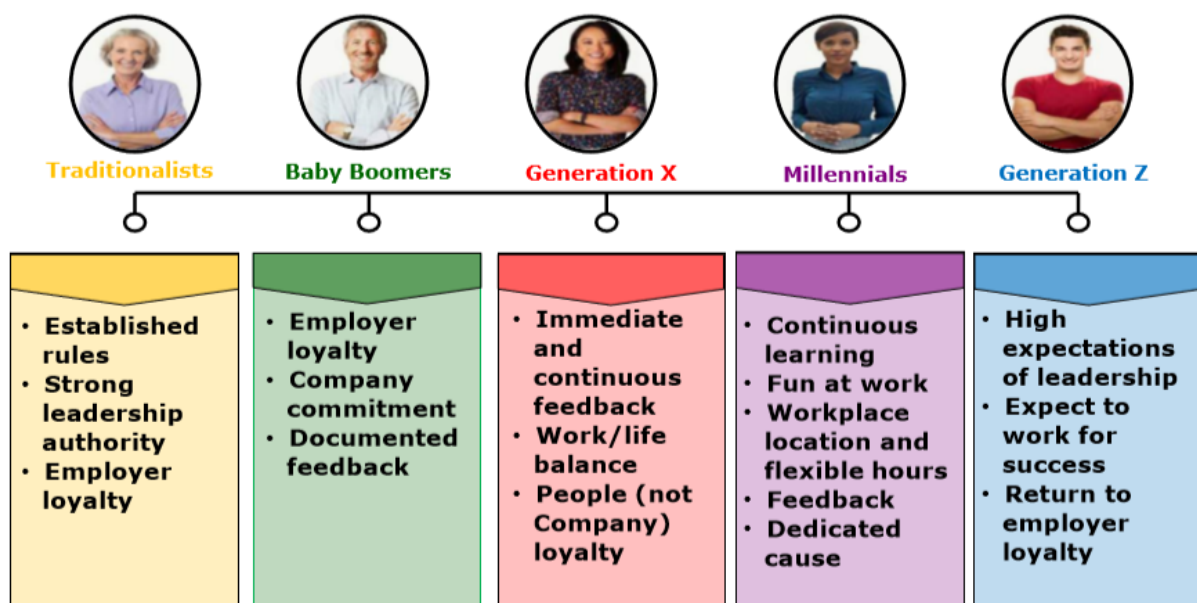 Traditionalists
Baby Boomers
Generation X
Millennials
Generation Z
• Established
rules
• Strong
leadership
authority
• Employer
loyalty
• Employer
loyalty
• Company
commitment
• Documented
feedback
• Immediate
and
continuous
feedback
• Work/life
balance
• People (not
Company)
loyalty
• Continuous
learning
• Fun at work
• Workplace
location and
flexible hours
• Feedback
• Dedicated
cause
• High
expectations
of leadership
• Expect to
work for
success
• Return to
employer
loyalty